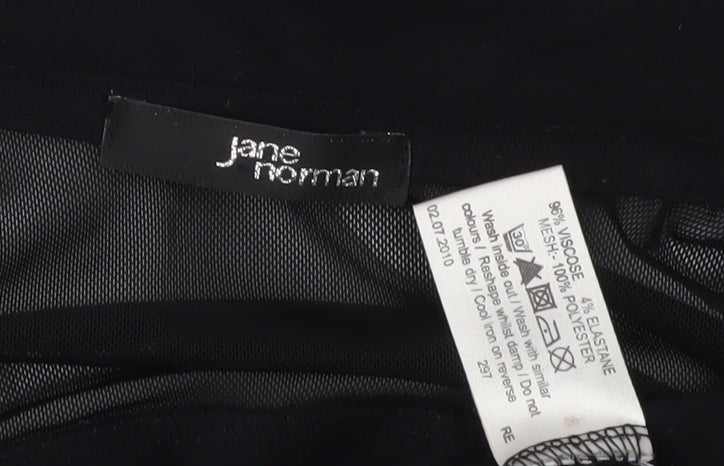 jane
norman
96% VISCOSE 4% ELASTANE
MESH:- 100% POLYESTER
30°
Wash inside out / Wash with similar
colours / Reshape whilst damp / Do not
tumble dry / Cool iron on reverse
02.07.2010
297
RE